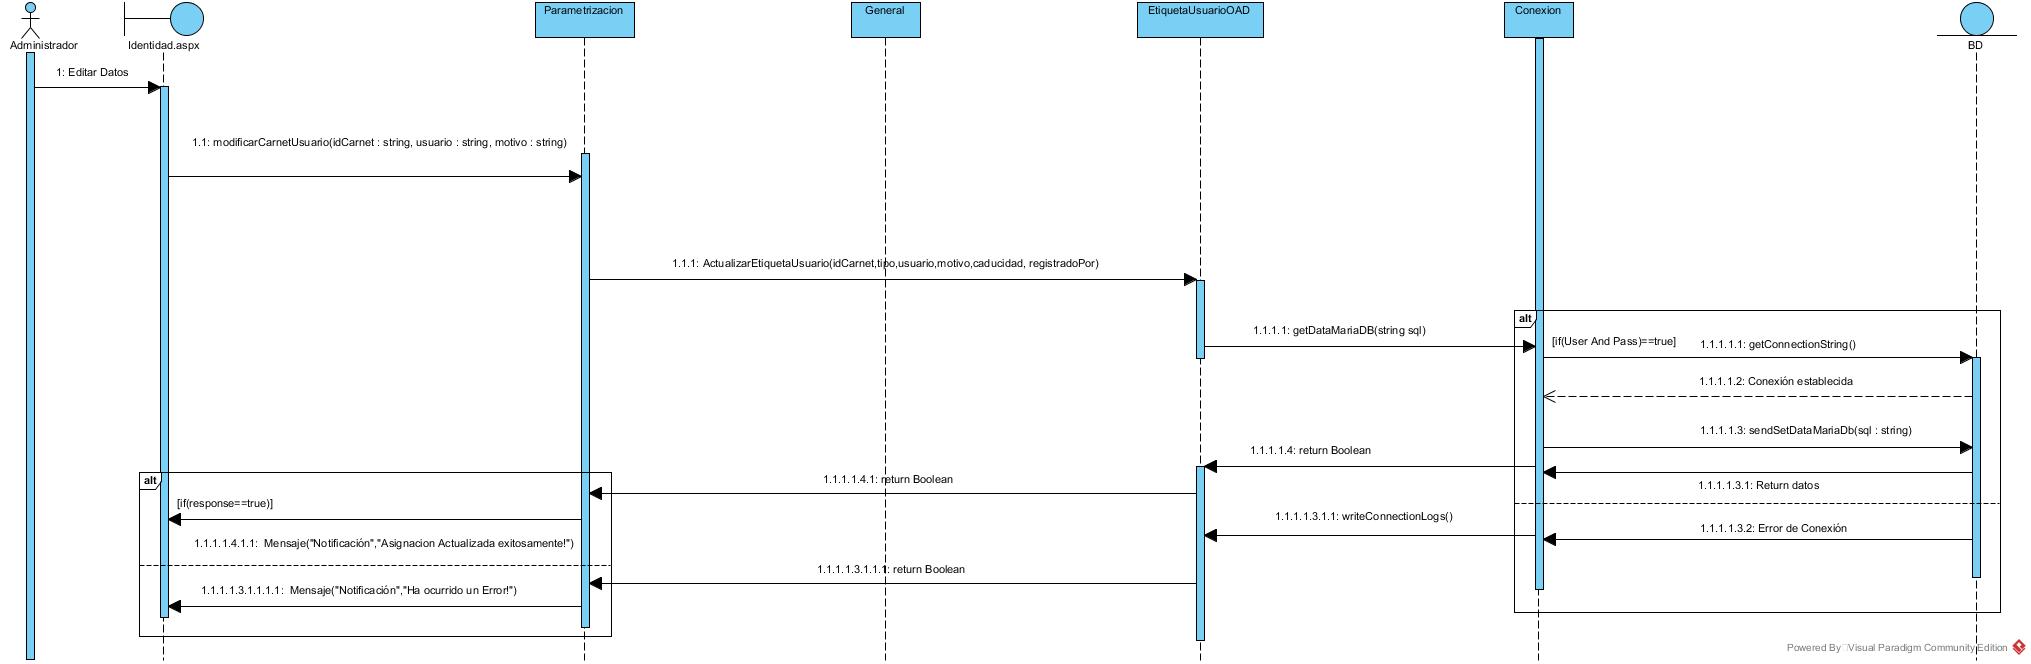 Administrador
Identidad.aspx
Parametrizacion
General
EtiquetaUsuarioOAD
Conexion
BD
1: Editar Datos
1.1: modificarCarnetUsuario(idCarnet : string, usuario : string, motivo : string)
1.1.1: ActualizarEtiquetaUsuario(idCarnet,tipo,usuario,motivo,caducidad, registradoPor)
alt
1.1.1.1: getDataMariaDB(string sql)
[if(User And Pass)==true]
1.1.1.1.1: getConnectionString()
1.1.1.1.2: Conexión establecida
1.1.1.1.3: sendSetDataMariaDb(sql : string)
1.1.1.1.4: return Boolean
alt
1.1.1.1.4.1: return Boolean
1.1.1.1.3.1: Return datos
[if(response==true)]
1.1.1.1.3.1.1: writeConnectionLogs()
1.1.1.1.3.2: Error de Conexión
1.1.1.1.4.1.1: Mensaje("Notificación","Asignacion Actualizada exitosamente!")
1.1.1.1.3.1.1.1: return Boolean
1.1.1.1.3.1.1.1.1: Mensaje("Notificación","Ha ocurrido un Error!")
Powered By Visual Paradigm Community Edition